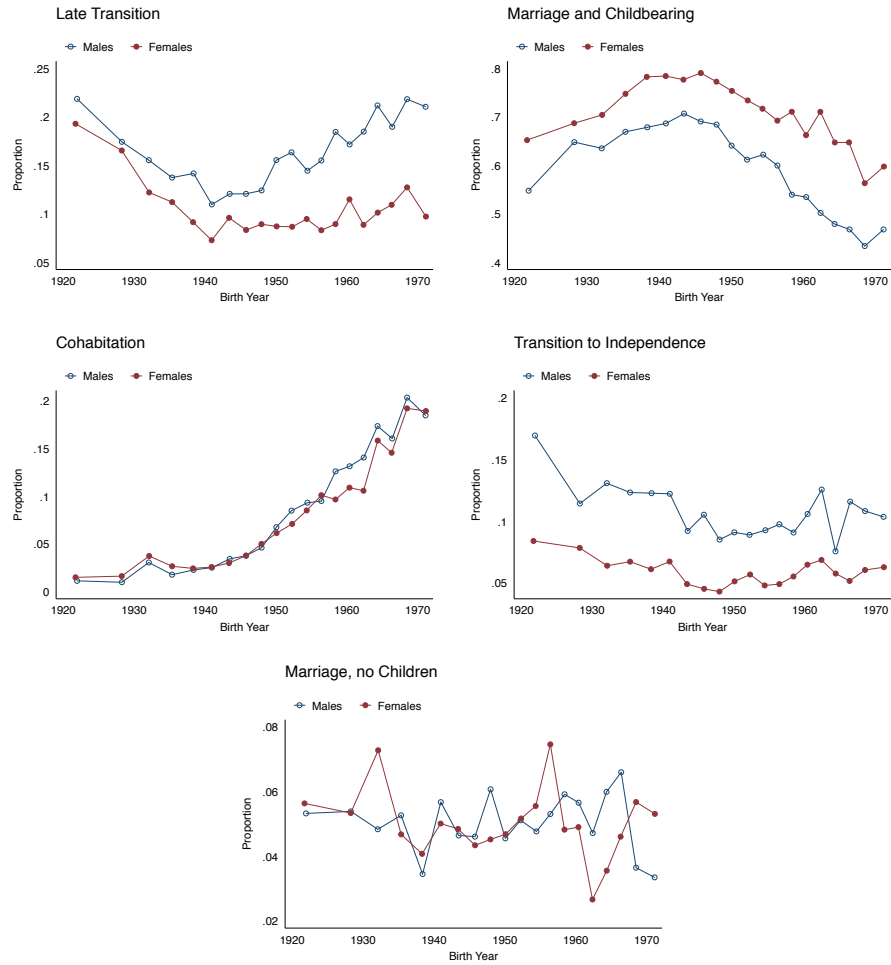 Late Transition
Males Females
.25
.2
.15
.1
.05
Proportion
1920 1930 1940 1950 1960 1970
Birth Year
Marriage and Childbearing
Males Females
.8
.7
.6
.5
.4
Proportion
1920 1930 1940 1950 1960 1970
Birth Year
Cohabitation
Males Females
.2
.15
.1
.05
0
Proportion
1920 1930 1940 1950 1960 1970
Birth Year
Transition to Independence
Males Females
.2
.15
.1
.05
Proportion
1920 1930 1940 1950 1960 1970
Birth Year
Marriage, no Children
Males Females
.08
.06
.04
.02
Proportion
1920 1930 1940 1950 1960 1970
Birth Year